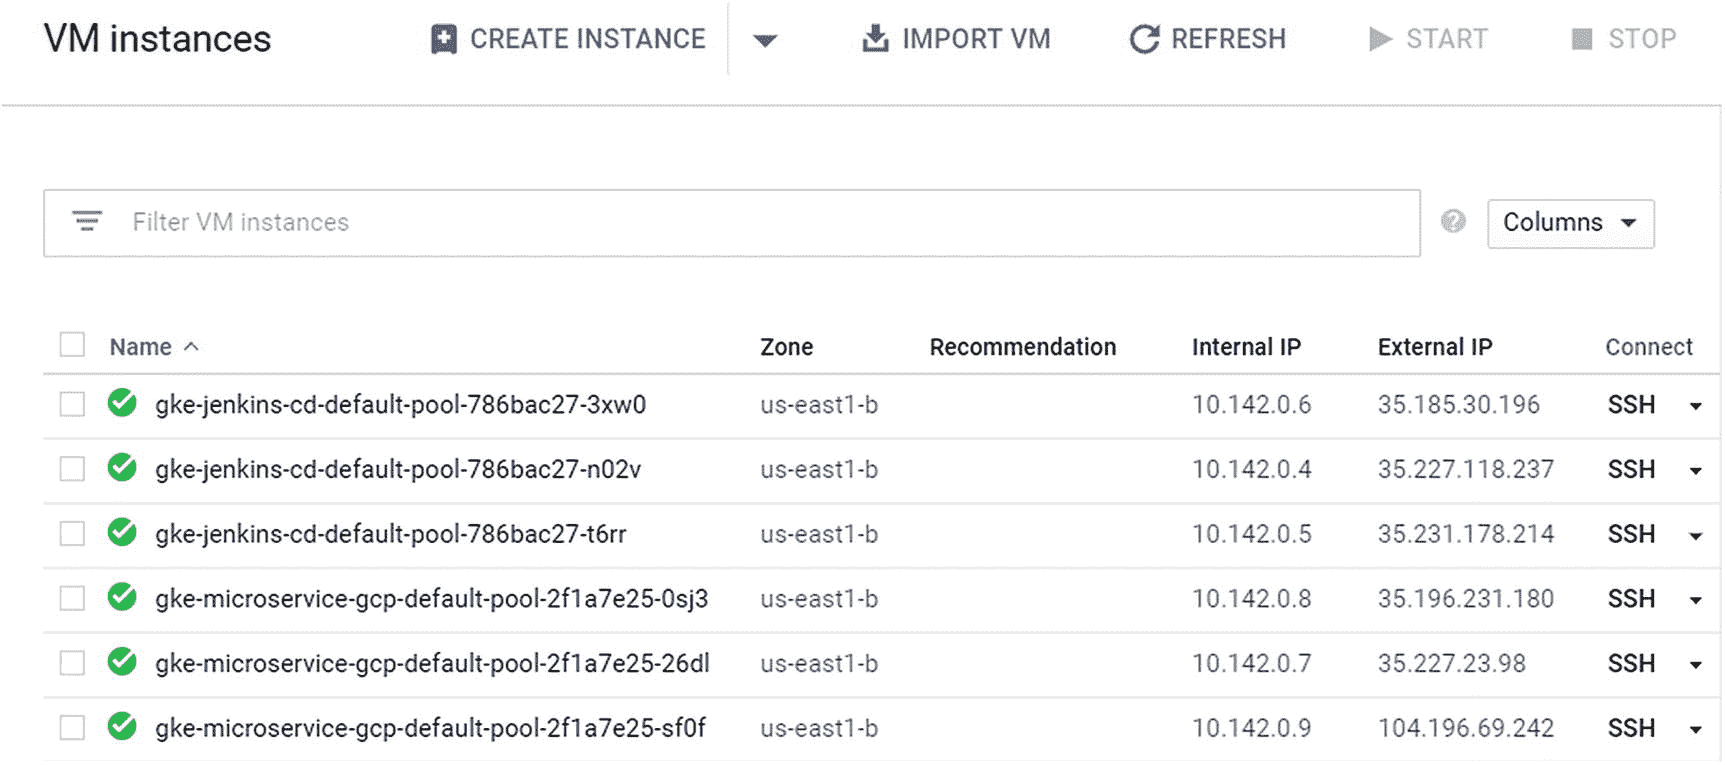 VM instances CREATE INSTANCE IMPORT VM REFRESH START STOP
Filter VM instances ? Columns
Name Zone Recommendation Internal IP External IP Connect
gke-jenkins-cd-default-pool-786bac27-3xw0 us-east1-b 10.142.0.6 35.185.30.196 SSH
gke-jenkins-cd-default-pool-786bac27-n02v us-east1-b 10.142.0.4 35.227.118.237 SSH
gke-jenkins-cd-default-pool-786bac27-t6rr us-east1-b 10.142.0.5 35.231.178.214 SSH
gke-microservice-gcp-default-pool-2f1a7e25-0sj3 us-east1-b 10.142.0.8 35.196.231.180 SSH
gke-microservice-gcp-default-pool-2f1a7e25-26dl us-east1-b 10.142.0.7 35.227.23.98 SSH
gke-microservice-gcp-default-pool-2f1a7e25-sf0f us-east1-b 10.142.0.9 104.196.69.242 SSH